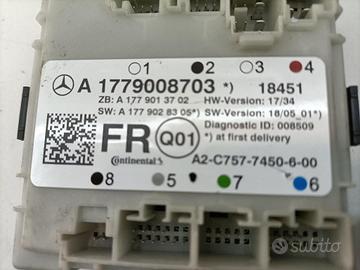 1 2 3 4
A 1779008703 *) 18451
ZB: A 177 901 37 02 HW-Version: 17/34
SW: A 177 902 83 05*) SW-Version: 18/05_01*)
Diagnostic ID: 008509
*) at first delivery
FR Q01
Continental
A2-C757-7450-6-00
8 5 7 6
subito